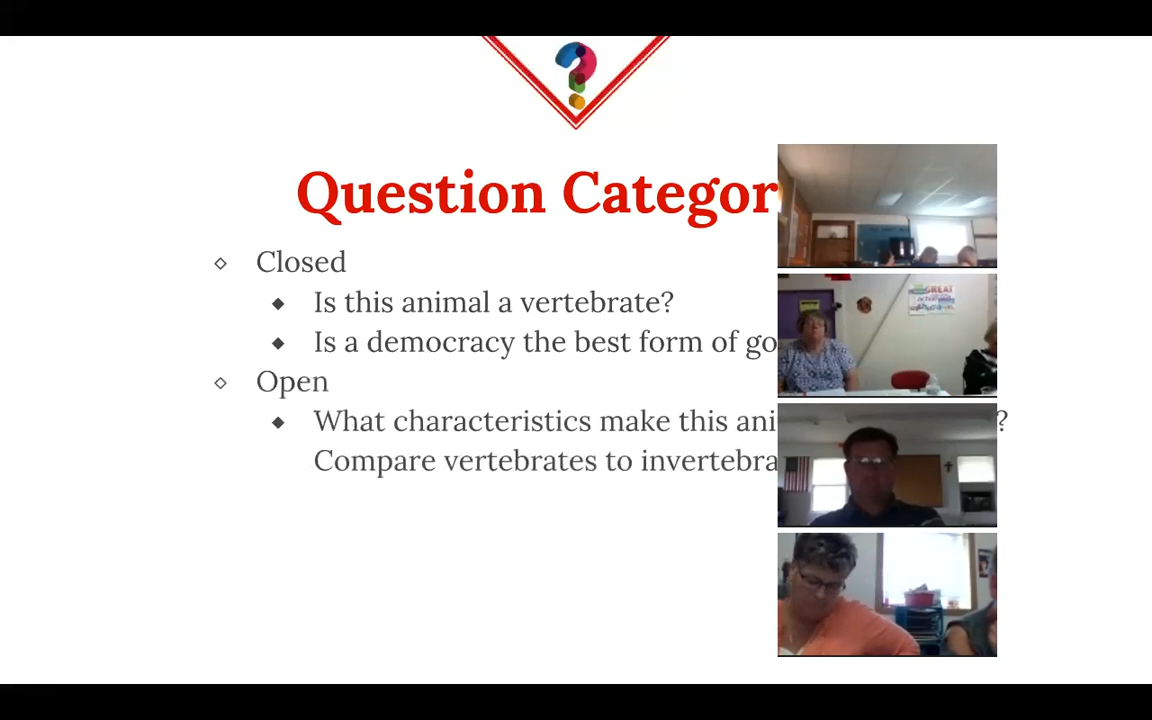 Question Categor
Closed
Is this animal a vertebrate?
Is a democracy the best form of go
Open
What characteristics make this ani ?
Compare vertebrates to invertebra
GREAT